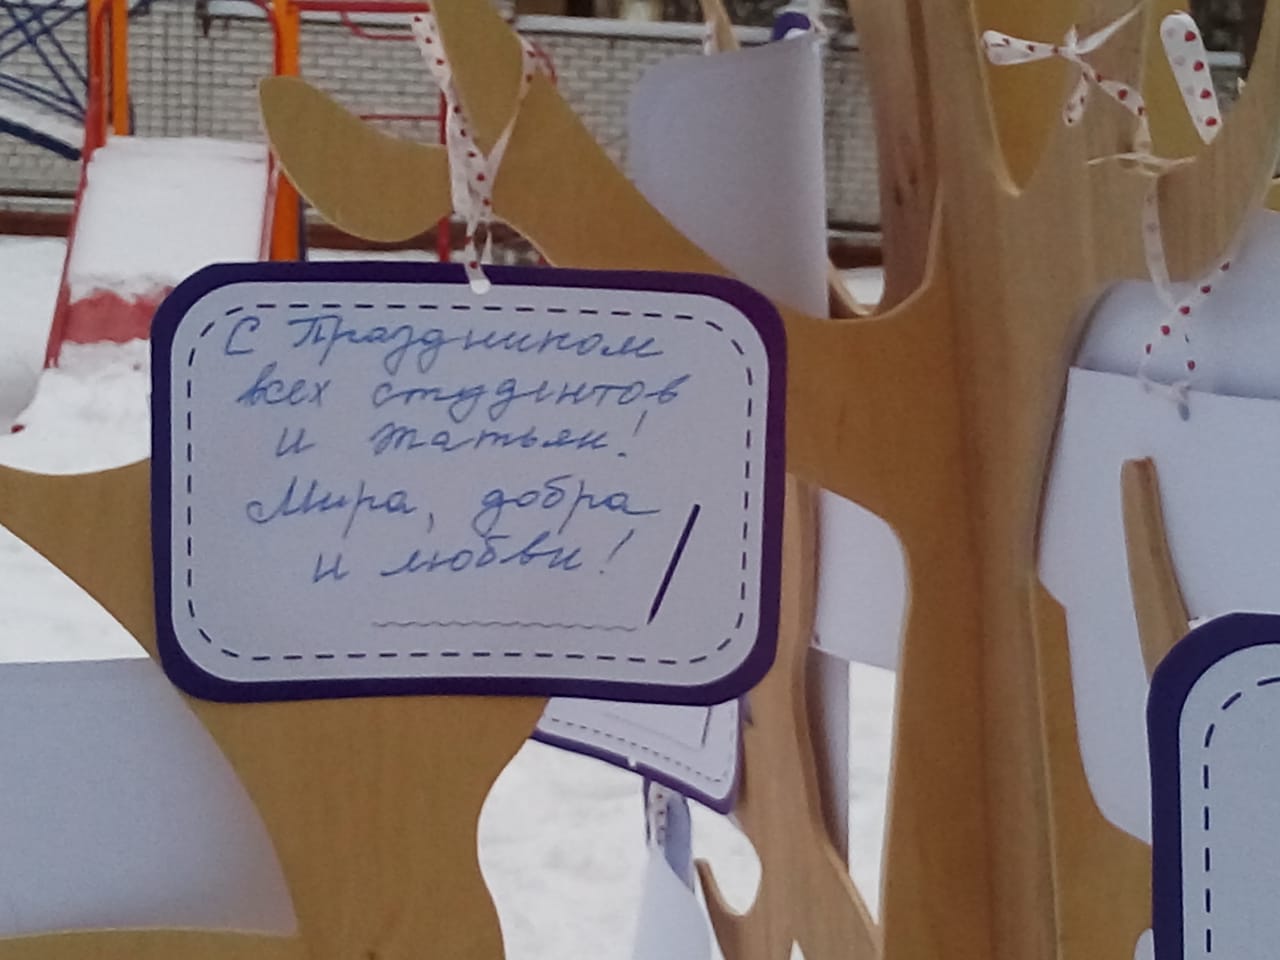 С Праздником
всех студентов
и Татьян!
Мира, добра
и любви!